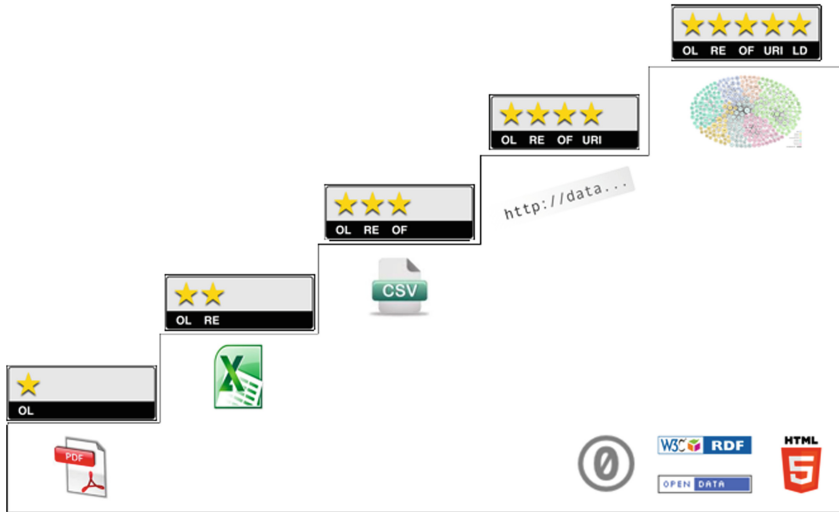 OL RE OF URI LD
OL RE OF URI
http://data...
OL RE OF
CSV
OL RE
X
OL
PDF
0
W3C RDF
OPEN DATA
HTML
5